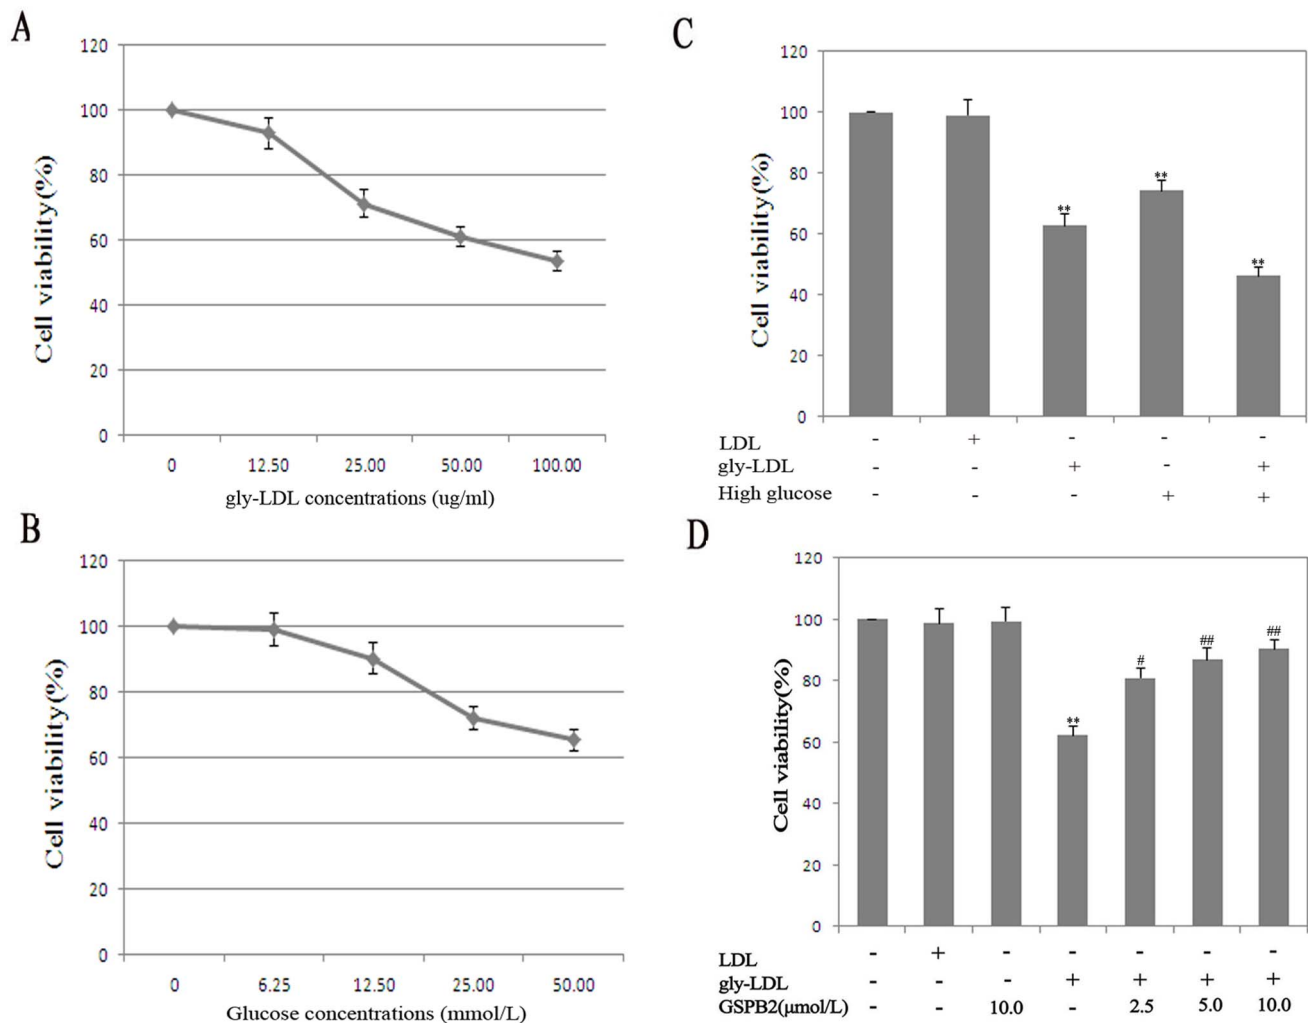 A
120
100
80
60
40
20
0
Cell viability(%)
0 12.50 25.00 50.00 100.00
gly-LDL concentrations (ug/ml)
B
120
100
80
60
40
20
0
Cell viability(%)
0 6.25 12.50 25.00 50.00
Glucose concentrations (mmol/L)
C
120
100
80
60
40
20
0
Cell viability(%)
** ** **
LDL - + - - -
gly-LDL - - + - +
High glucose - - - + +
D
120
100
80
60
40
20
0
Cell viability(%)
** # ## ##
LDL - + - - - - -
gly-LDL - - - + + + +
GSPB2(μmol/L) - - 10.0 - 2.5 5.0 10.0